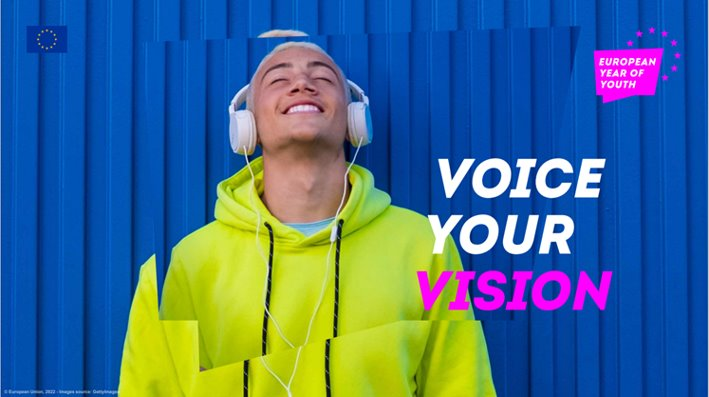 EUROPEAN
YEAR OF
YOUTH
VOICE
YOUR
VISION
© European Union, 2022 - Images source: GettyImages